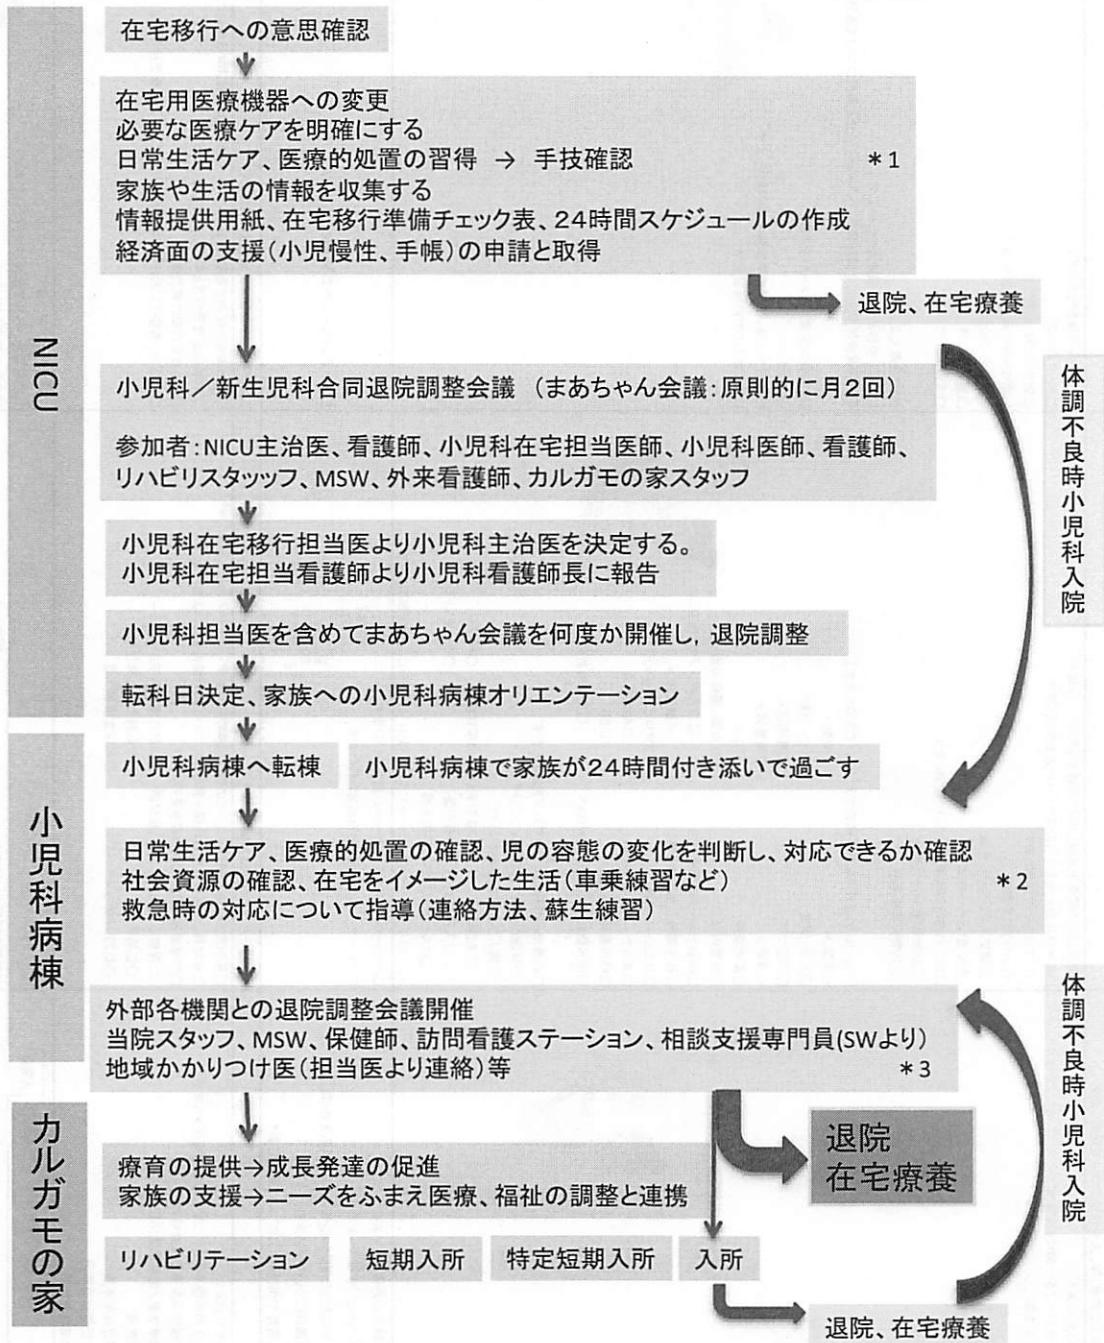 NICU
在宅移行への意思確認
在宅用医療機器への変更
必要な医療ケアを明確にする
日常生活ケア、医療的処置の習得 → 手技確認 *1
家族や生活の情報を収集する
情報提供用紙、在宅移行準備チェック表、24時間スケジュールの作成
経済面の支援(小児慢性、手帳)の申請と取得
退院、在宅療養
体調不良時小児科入院
小児科/新生児科合同退院調整会議 (まあちゃん会議:原則的に月2回)
参加者:NICU主治医、看護師、小児科在宅担当医師、小児科医師、看護師、
リハビリスタッッフ、MSW、外来看護師、カルガモの家スタッフ
小児科在宅移行担当医より小児科主治医を決定する。
小児科在宅担当看護師より小児科看護師長に報告
小児科担当医を含めてまあちゃん会議を何度か開催し, 退院調整
転科日決定、家族への小児科病棟オリエンテーション
小児科病棟
小児科病棟へ転棟 小児科病棟で家族が24時間付き添いで過ごす
日常生活ケア、医療的処置の確認、児の容態の変化を判断し、対応できるか確認
社会資源の確認、在宅をイメージした生活(車乗練習など) *2
救急時の対応について指導(連絡方法、蘇生練習)
外部各機関との退院調整会議開催
当院スタッフ、MSW、保健師、訪問看護ステーション、相談支援専門員(SWより)
地域かかりつけ医(担当医より連絡)等 *3
体調不良時小児科入院
カルガモの家
退院
在宅療養
療育の提供→成長発達の促進
家族の支援→ニーズをふまえ医療、福祉の調整と連携
リハビリテーション 短期入所 特定短期入所 入所
退院、在宅療養